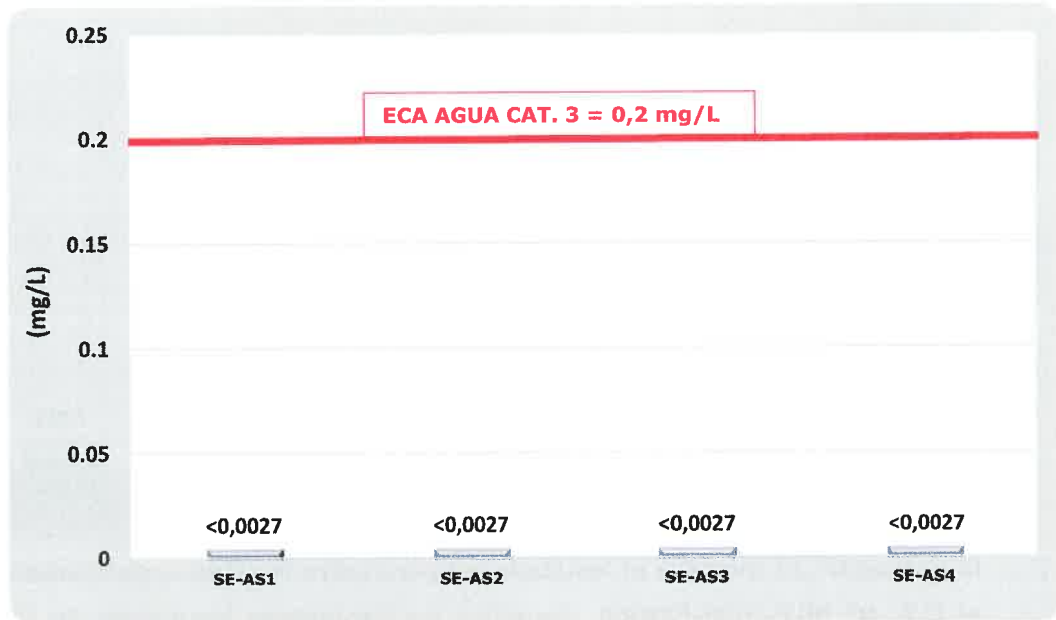 0.25
ECA AGUA CAT. 3 = 0,2 mg/L
0.2
0.15
(mg/L)
0.1
0.05
<0,0027 <0,0027 <0,0027 <0,0027
0
SE-AS1 SE-AS2 SE-AS3 SE-AS4